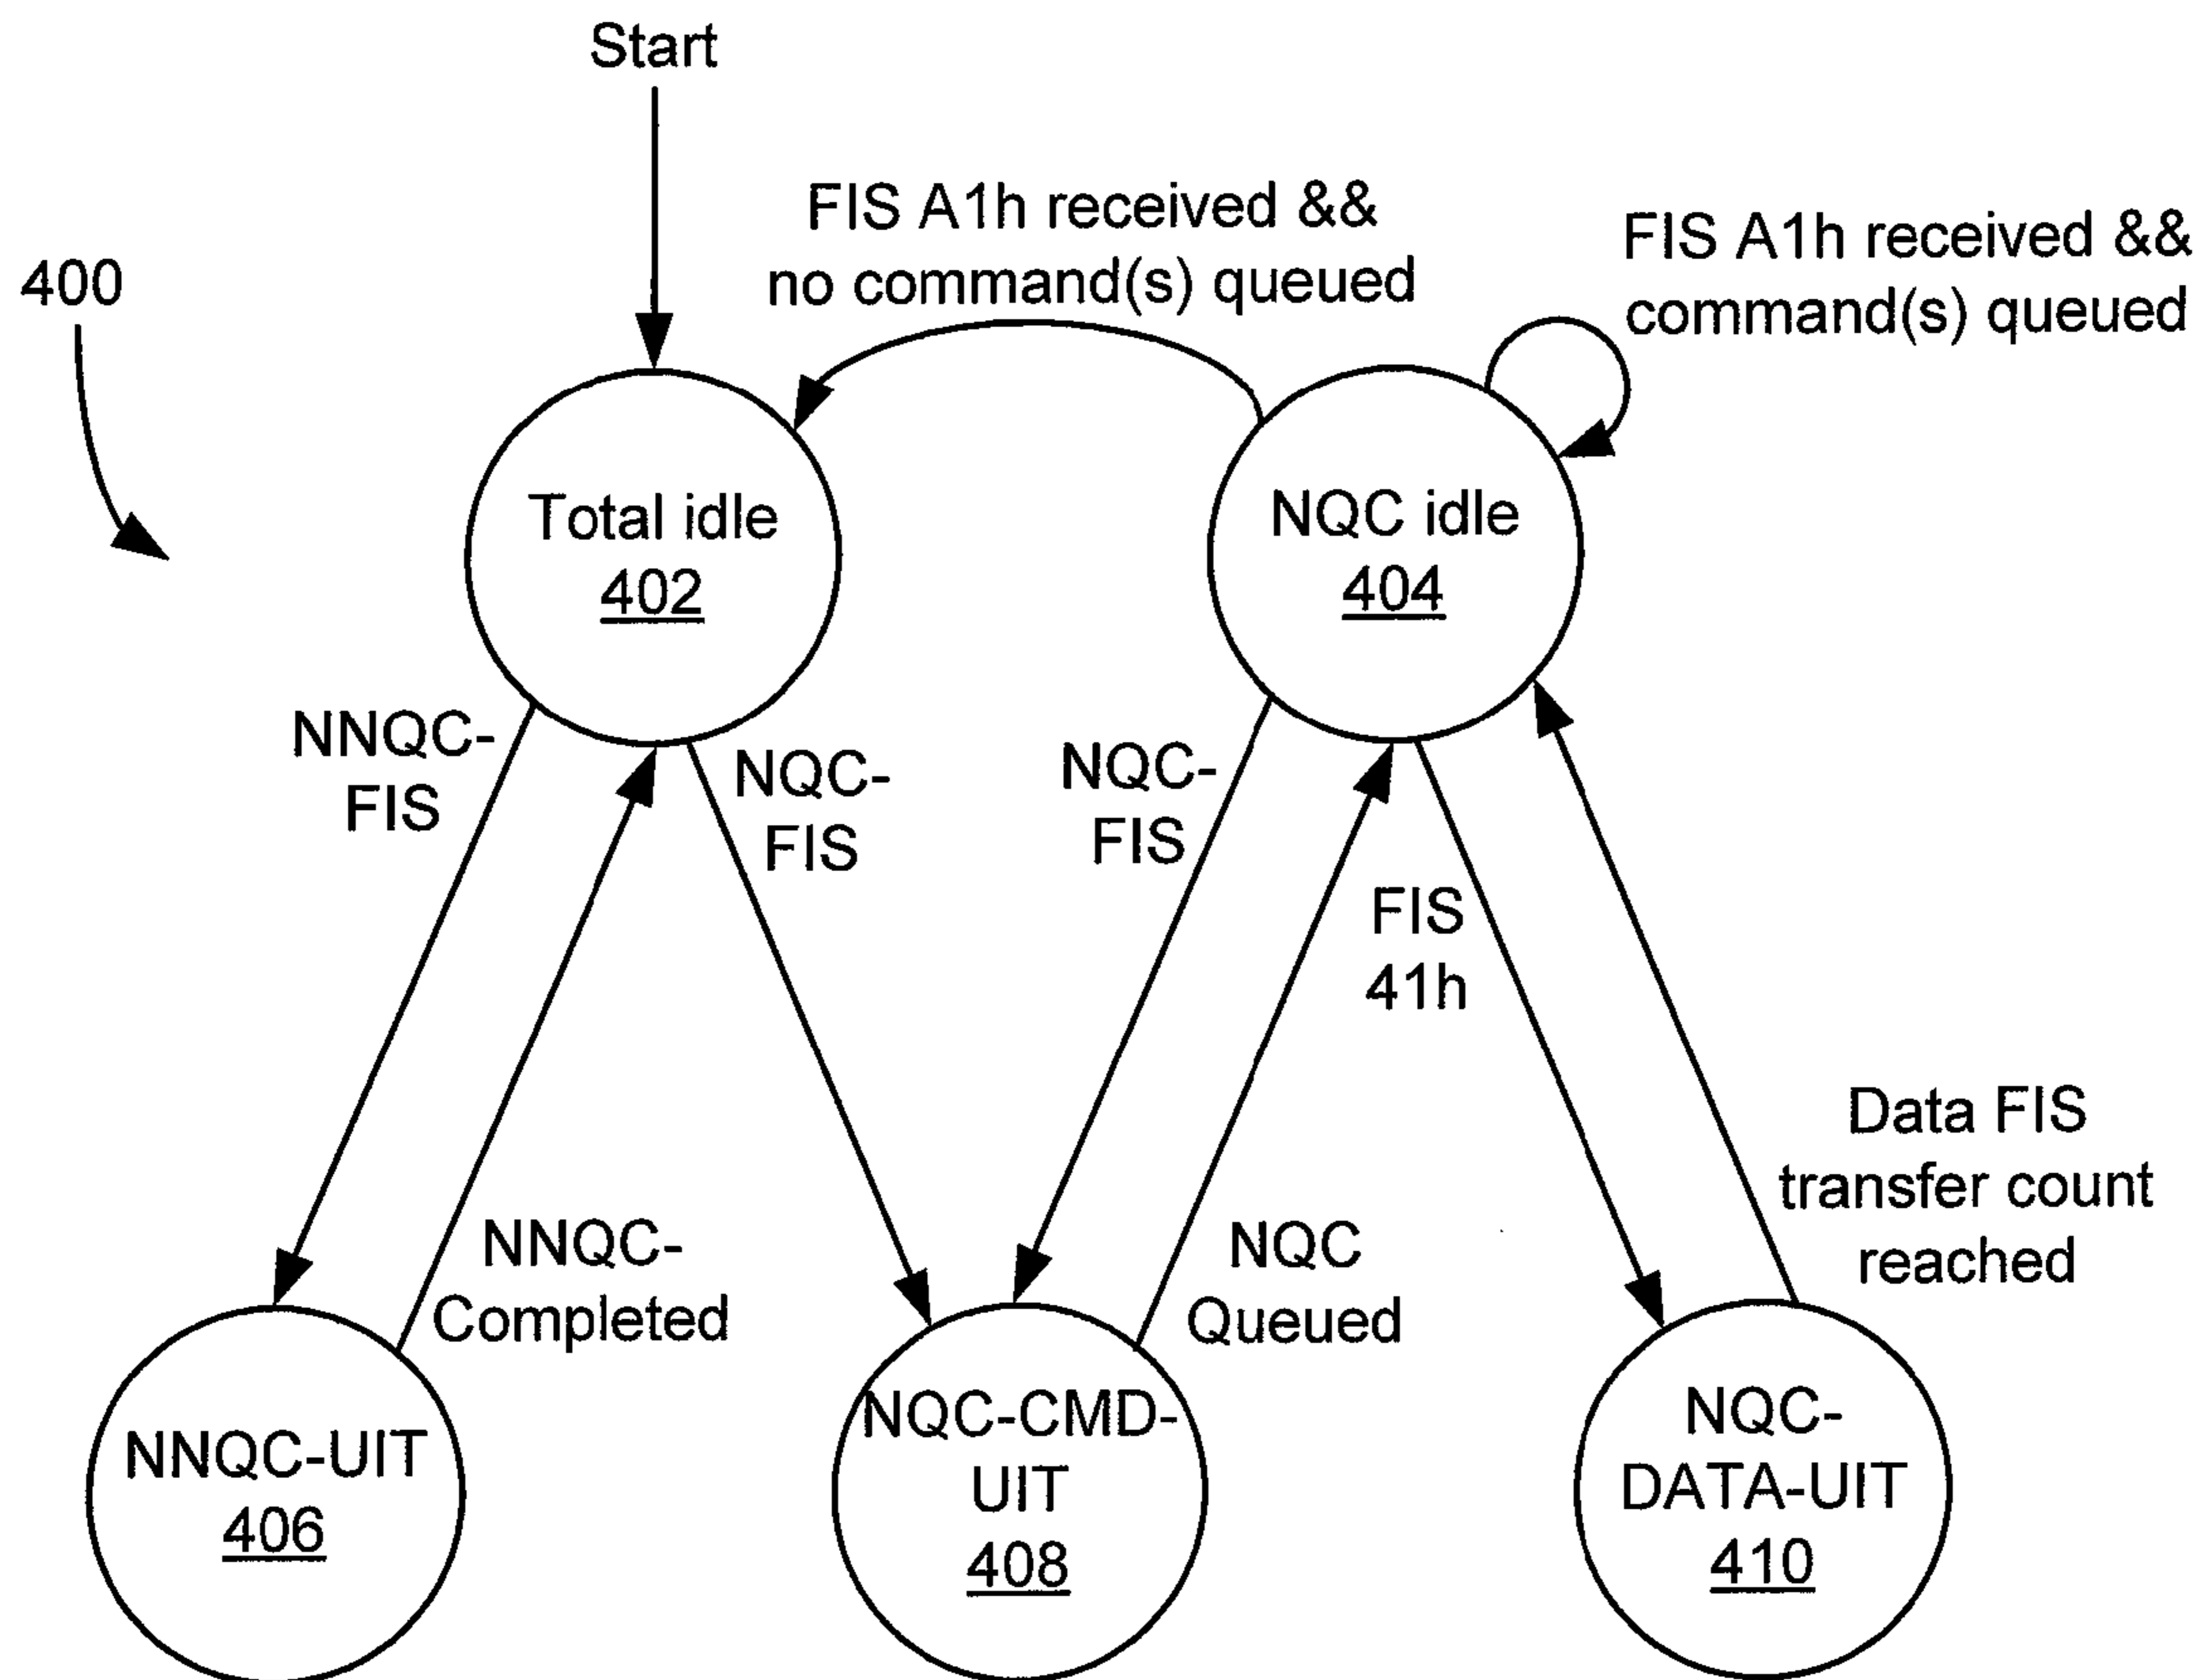 Start
FIS A1h received &&
no command(s) queued
FIS A1h received &&
command(s) queued
400
Total idle
402
NQC idle
404
NNQC-
FIS
NQC-
FIS
NQC-
FIS
FIS
41h
NNQC-
Completed
NQC
Queued
Data FIS
transfer count
reached
NNQC-UIT
406
NQC-CMD-
UIT
408
NQC-
DATA-UIT
410